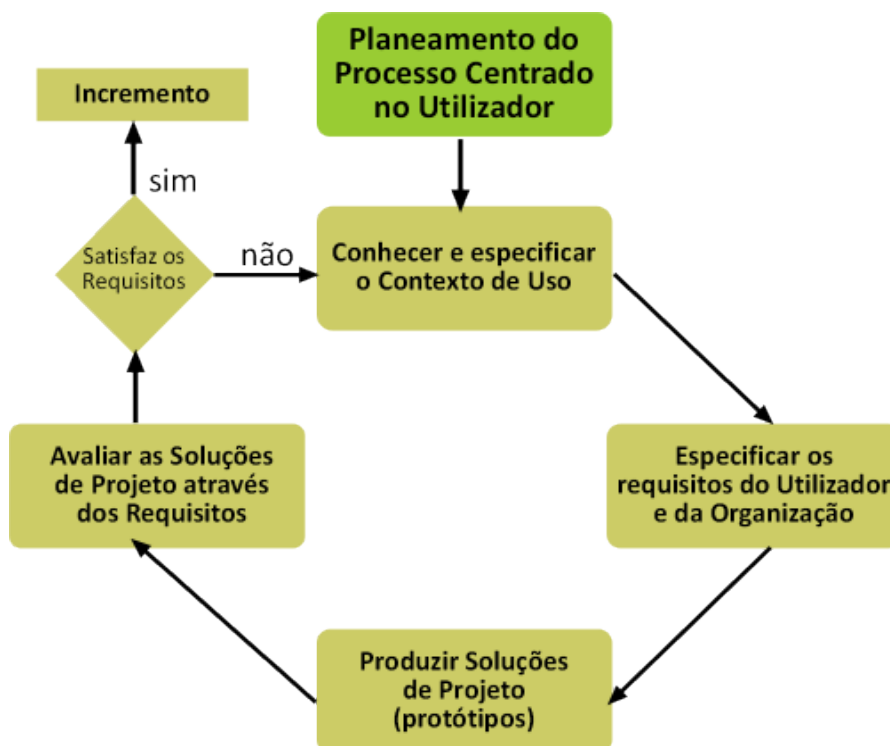 Planeamento do
Processo Centrado
no Utilizador
Incremento
sim
Satisfaz os
Requisitos
não
Conhecer e especificar
o Contexto de Uso
Avaliar as Soluções
de Projeto através
dos Requisitos
Especificar os
requisitos do Utilizador
e da Organização
Produzir Soluções
de Projeto
(protótipos)